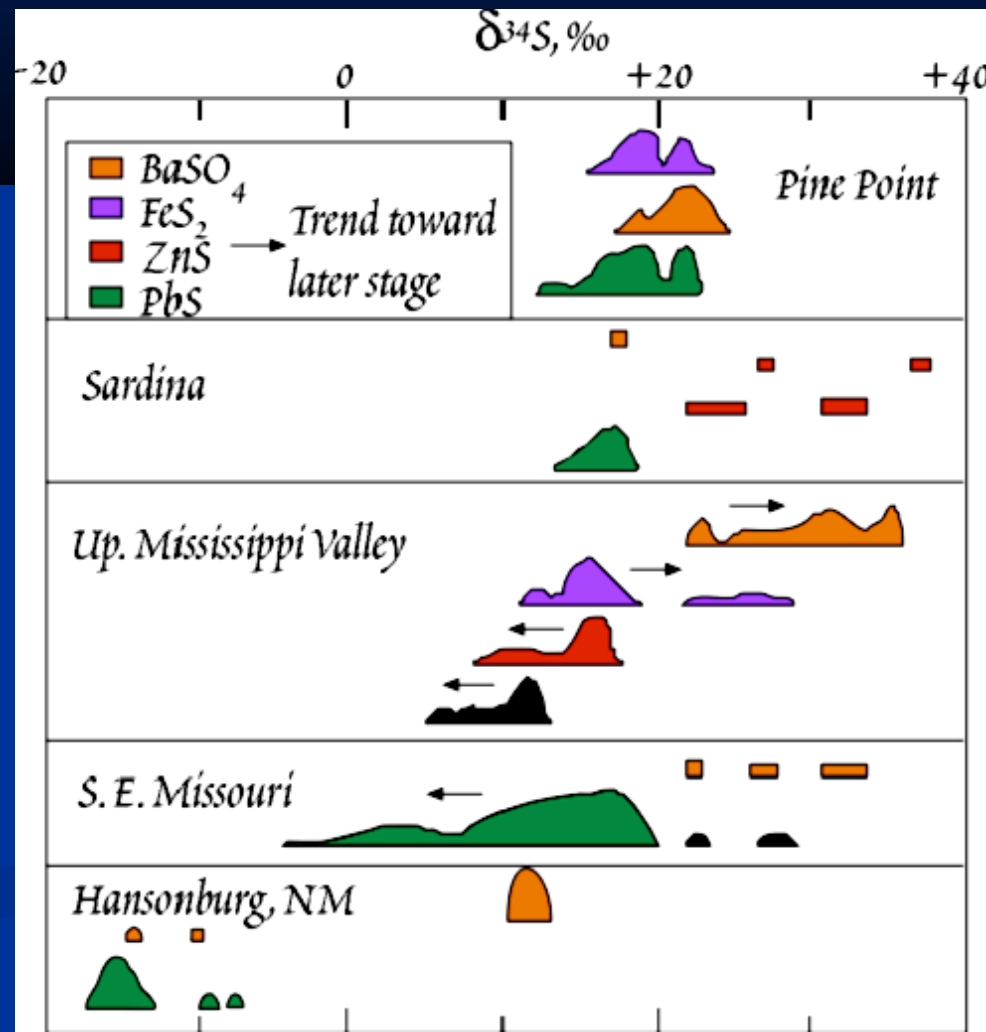 δ³⁴S, ‰
-20 0 +20 +40
BaSO₄
FeS₂
ZnS
PbS
→ Trend toward
later stage
Pine Point
Sardina
Up. Mississippi Valley
S. E. Missouri
Hansonburg, NM